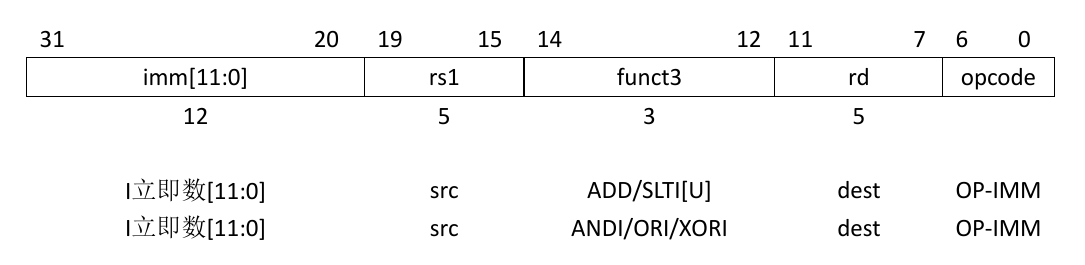 31 20 19 15 14 12 11 7 6 0
imm[11:0] rs1 funct3 rd opcode
12 5 3 5
I立即数[11:0] src ADD/SLTI[U] dest OP-IMM
I立即数[11:0] src ANDI/ORI/XORI dest OP-IMM